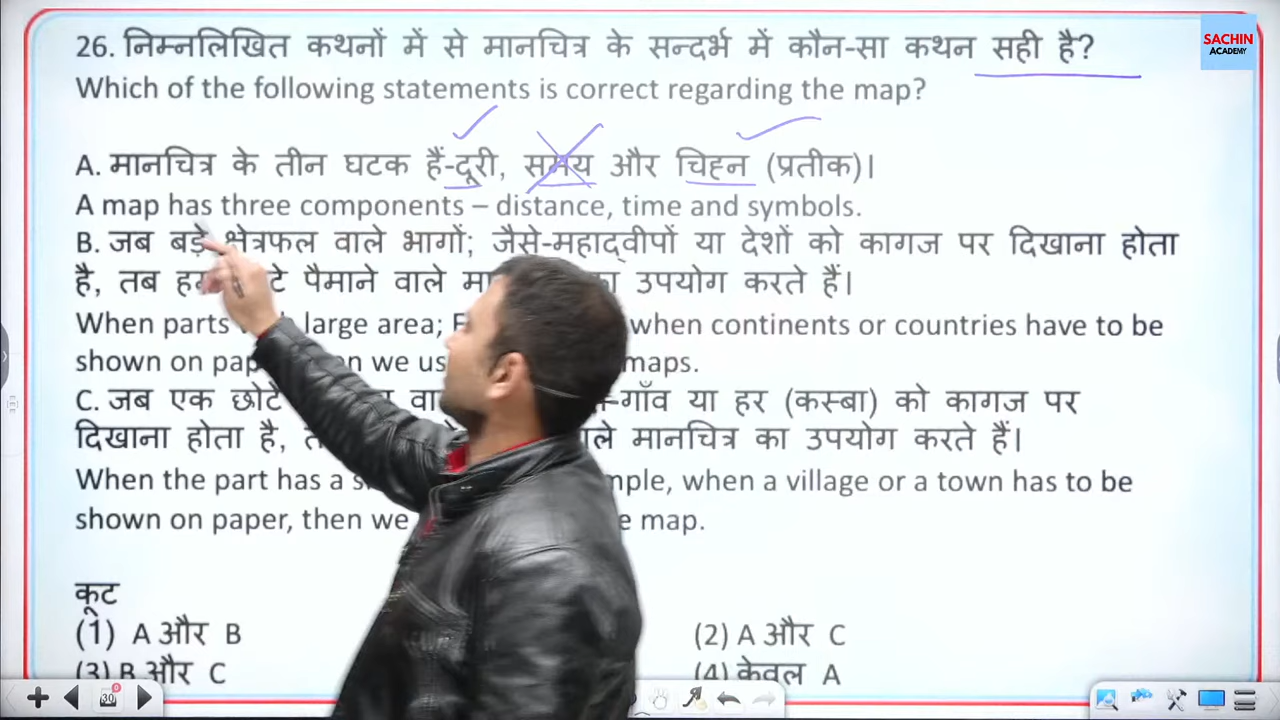 SACHIN
ACADEMY
26. निम्नलिखित कथनों में से मानचित्र के सन्दर्भ में कौन-सा कथन सही है?
Which of the following statements is correct regarding the map?
A. मानचित्र के तीन घटक हैं-दूरी, समय और चिह्न (प्रतीक)।
A map has three components – distance, time and symbols.
B. जब बड़े क्षेत्रफल वाले भागों; जैसे-महाद्वीपों या देशों को कागज पर दिखाना होता
है, तब पैमाने वाले का उपयोग करते हैं।
When parts large area; when continents or countries have to be
shown on we maps.
C. जब एक छोटे गाँव या हर (कस्बा) को कागज पर
दिखाना होता है, मानचित्र का उपयोग करते हैं।
When the part has a when a village or a town has to be
shown on paper, then we map.
कूट
(1) A और B
(2) A और C
(3) B और C
(4) केवल A
30